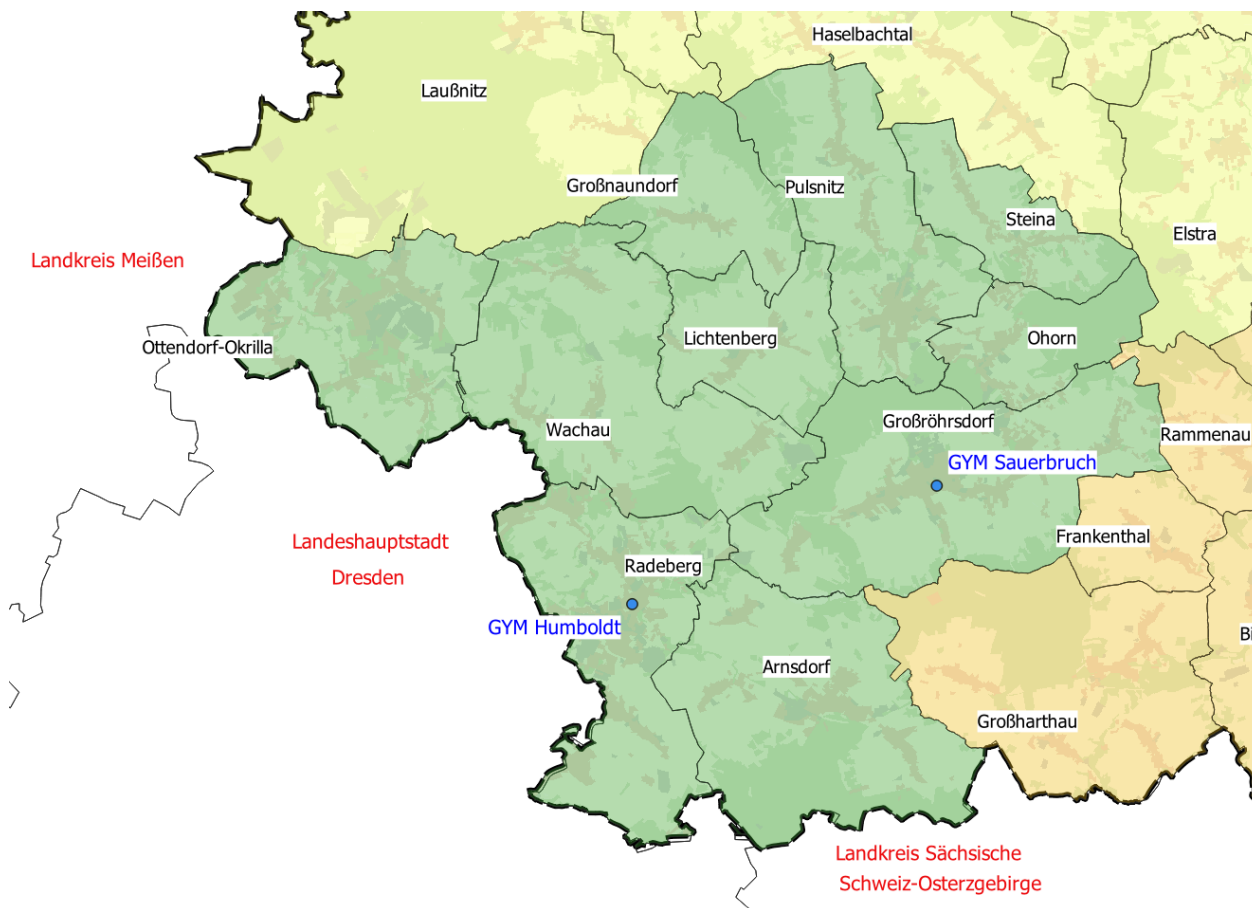 Haselbachtal
Laußnitz
Großnaundorf
Pulsnitz
Steina
Elstra
Landkreis Meißen
Ottendorf-Okrilla
Lichtenberg
Ohorn
Wachau
Großröhrsdorf
Rammenau
GYM Sauerbruch
Landeshauptstadt
Dresden
Frankenthal
Radeberg
GYM Humboldt
Bi
Arnsdorf
Großharthau
Landkreis Sächsische
Schweiz-Osterzgebirge